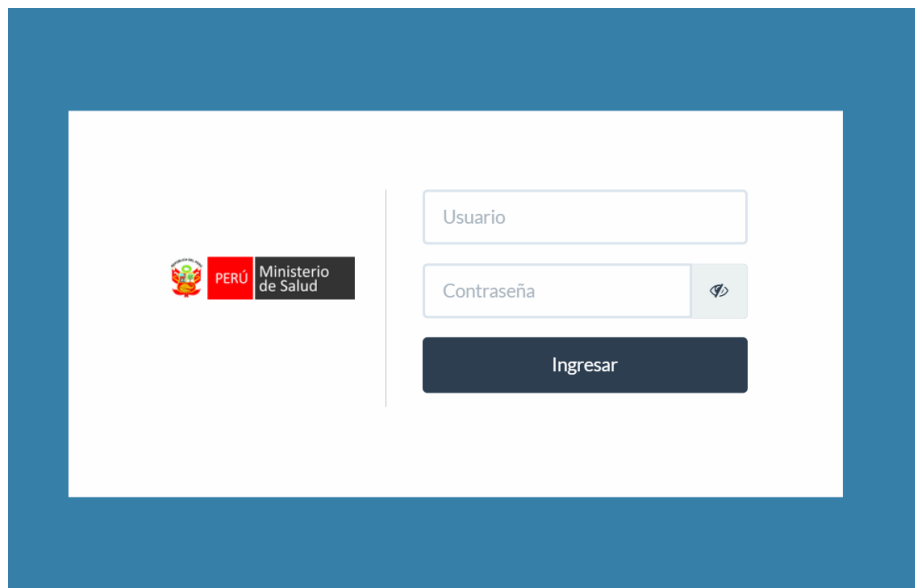 PERÚ
Ministerio
de Salud
Usuario
Contraseña
Ingresar